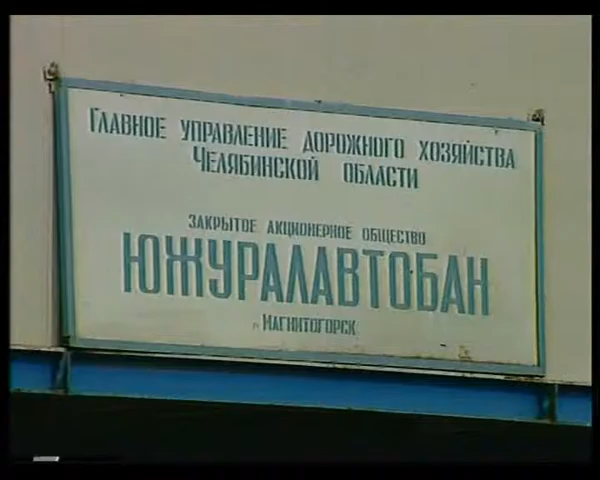 ГЛАВНОЕ УПРАВЛЕНИЕ ДОРОЖНОГО ХОЗЯЙСТВА
ЧЕЛЯБИНСКОЙ ОБЛАСТИ
ЗАКРЫТОЕ АКЦИОНЕРНОЕ ОБЩЕСТВО
ЮЖУРАЛАВТОБАН
Г. МАГНИТОГОРСК